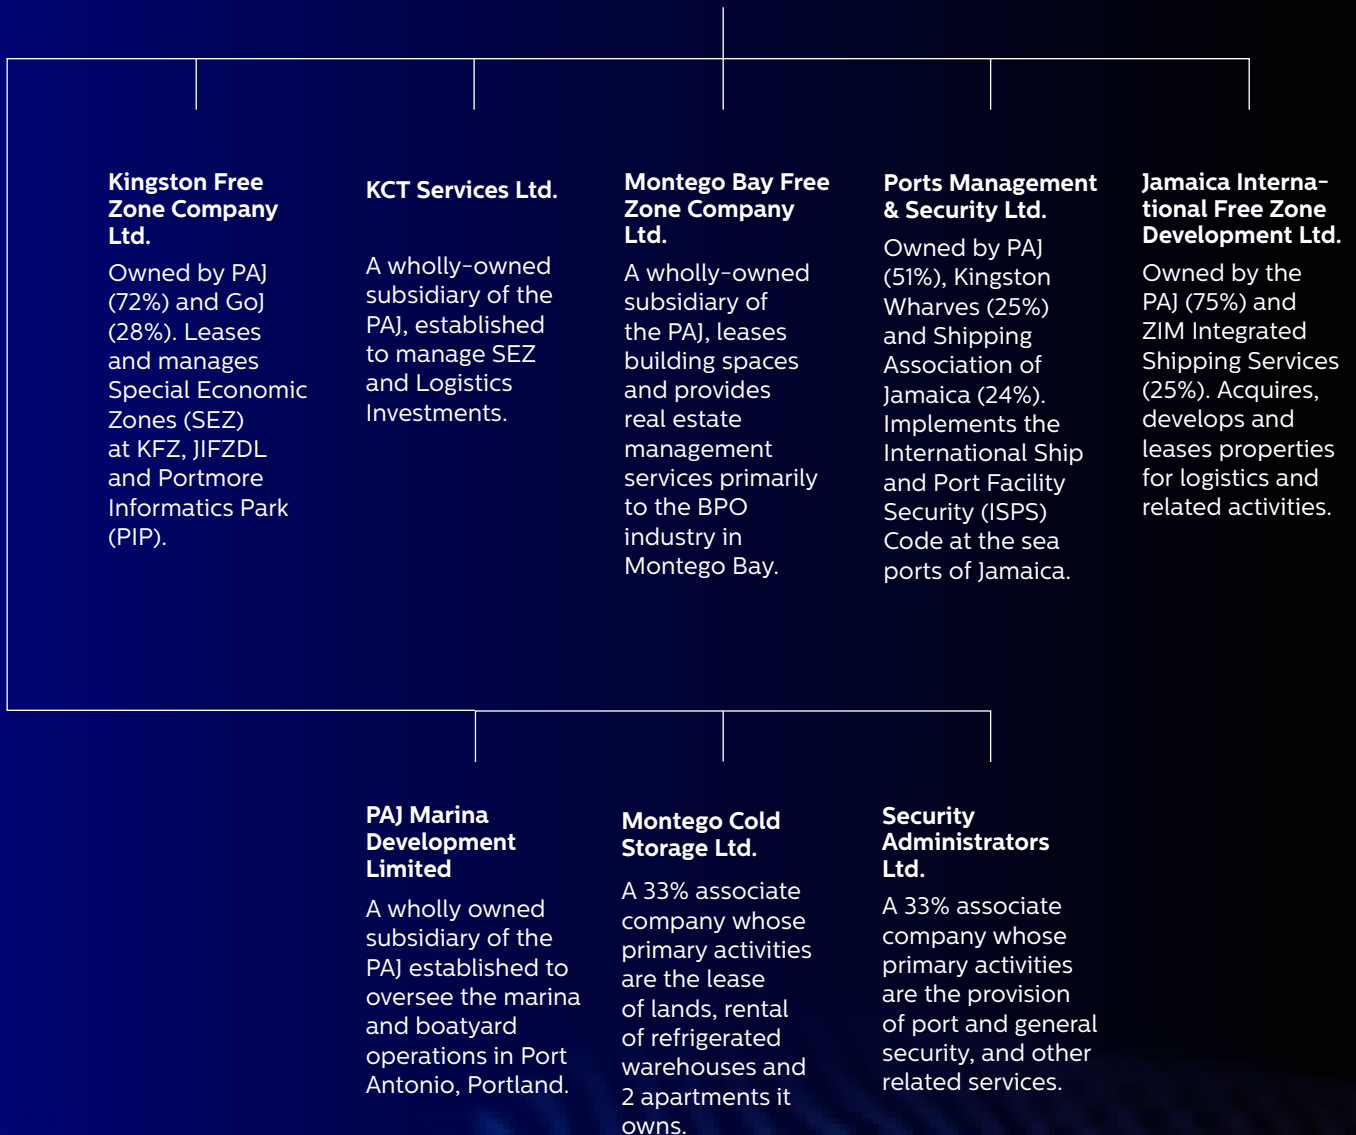 Kingston Free
Zone Company
Ltd.
Owned by PAJ
(72%) and GoJ
(28%). Leases
and manages
Special Economic
Zones (SEZ)
at KFZ, JIFZDL
and Portmore
Informatics Park
(PIP).
KCT Services Ltd.
A wholly-owned
subsidiary of the
PAJ, established
to manage SEZ
and Logistics
Investments.
Montego Bay Free
Zone Company
Ltd.
A wholly-owned
subsidiary of
the PAJ, leases
building spaces
and provides
real estate
management
services primarily
to the BPO
industry in
Montego Bay.
Ports Management
& Security Ltd.
Owned by PAJ
(51%), Kingston
Wharves (25%)
and Shipping
Association of
Jamaica (24%).
Implements the
International Ship
and Port Facility
Security (ISPS)
Code at the sea
ports of Jamaica.
Jamaica Interna-
tional Free Zone
Development Ltd.
Owned by the
PAJ (75%) and
ZIM Integrated
Shipping Services
(25%). Acquires,
develops and
leases properties
for logistics and
related activities.
PAJ Marina
Development
Limited
A wholly owned
subsidiary of the
PAJ established to
oversee the marina
and boatyard
operations in Port
Antonio, Portland.
Montego Cold
Storage Ltd.
A 33% associate
company whose
primary activities
are the lease
of lands, rental
of refrigerated
warehouses and
2 apartments it
owns.
Security
Administrators
Ltd.
A 33% associate
company whose
primary activities
are the provision
of port and general
security, and other
related services.